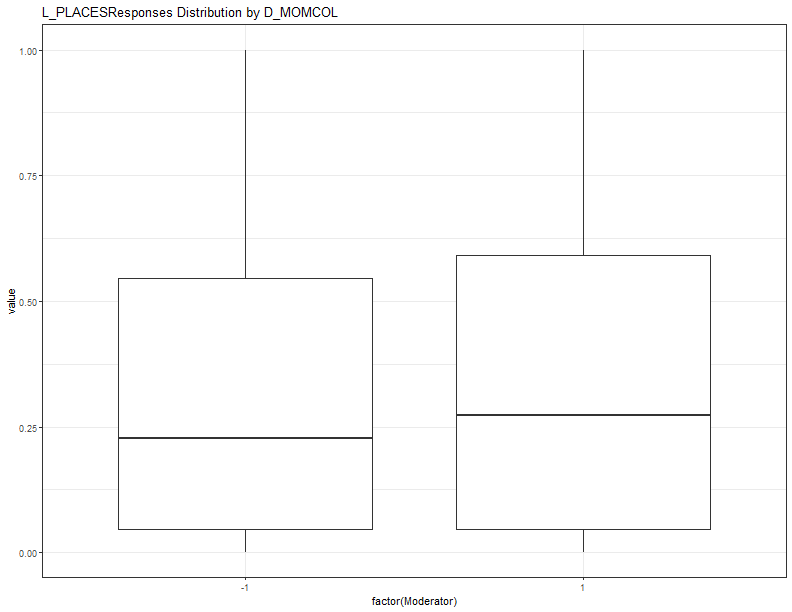 L_PLACESResponses Distribution by D_MOMCOL
1.00
0.75
0.50
0.25
0.00
value
-1
1
factor(Moderator)